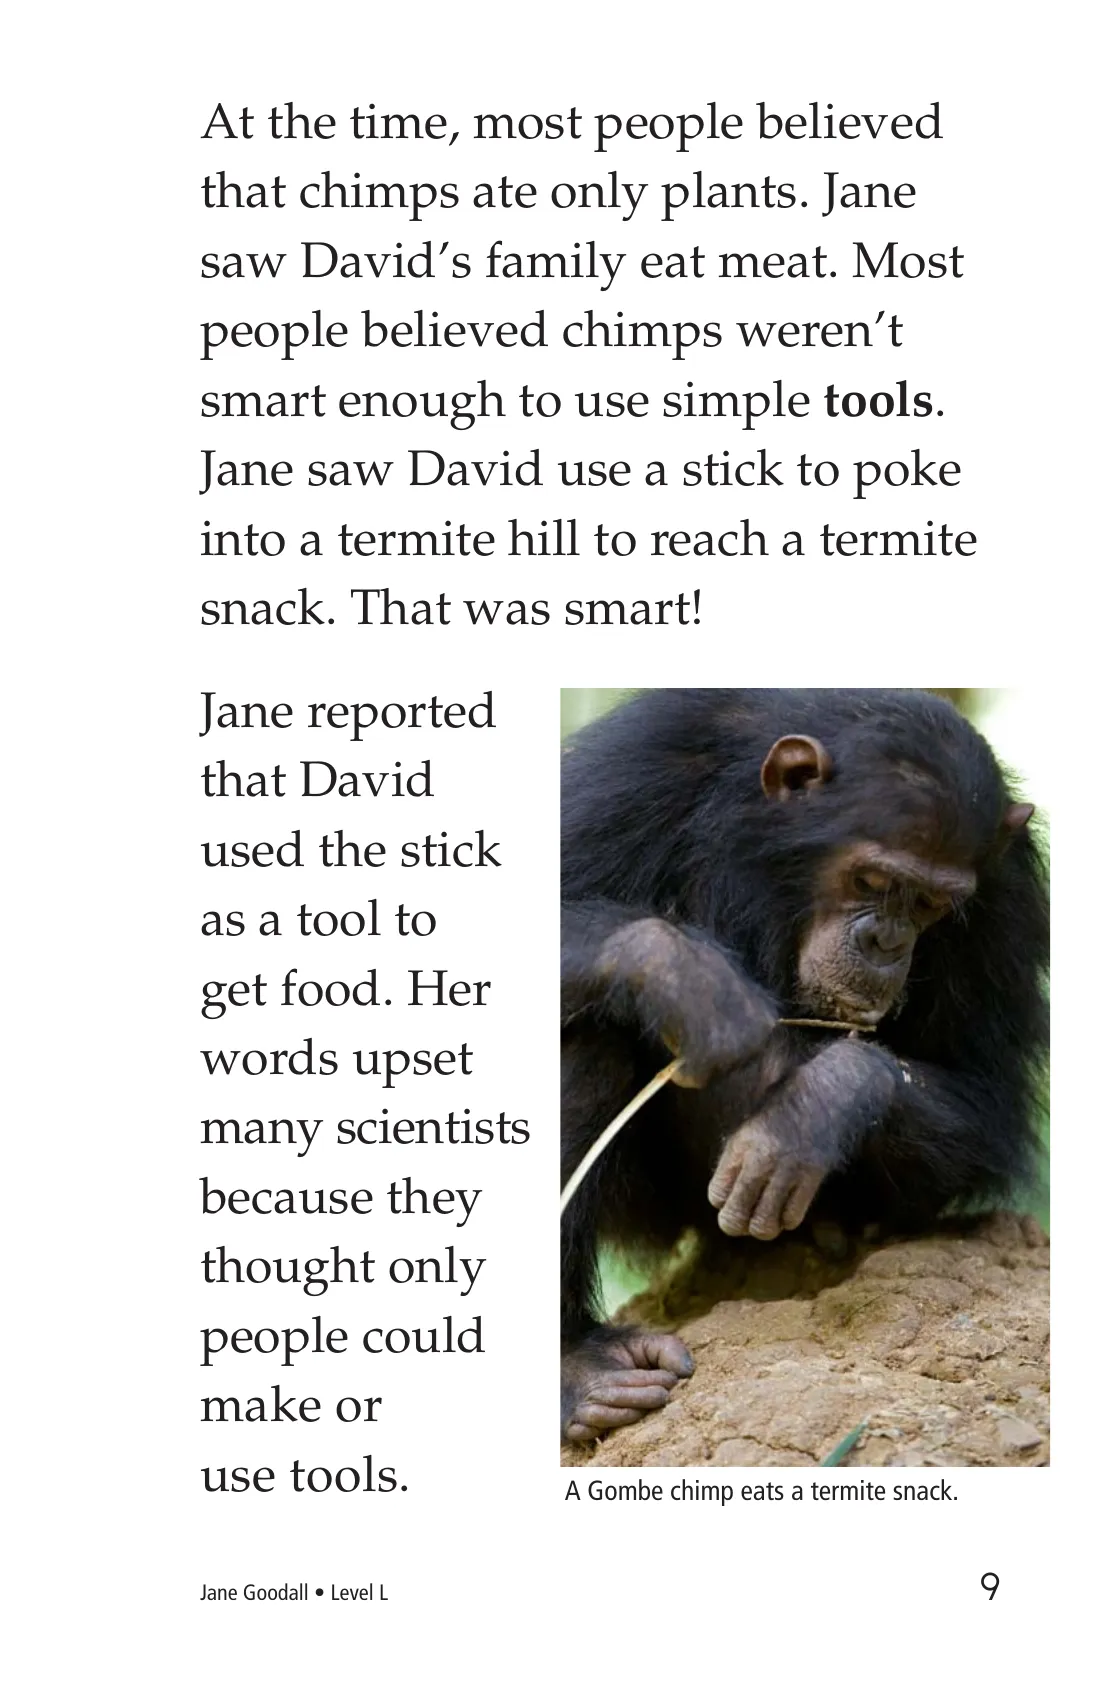 At the time, most people believed
that chimps ate only plants. Jane
saw David’s family eat meat. Most
people believed chimps weren’t
smart enough to use simple tools.
Jane saw David use a stick to poke
into a termite hill to reach a termite
snack. That was smart!
Jane reported
that David
used the stick
as a tool to
get food. Her
words upset
many scientists
because they
thought only
people could
make or
use tools.
A Gombe chimp eats a termite snack.
Jane Goodall • Level L
9